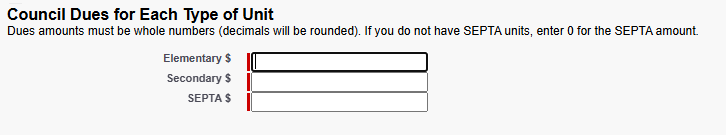 Council Dues for Each Type of Unit
Dues amounts must be whole numbers (decimals will be rounded). If you do not have SEPTA units, enter 0 for the SEPTA amount.
Elementary $
Secondary $
SEPTA $